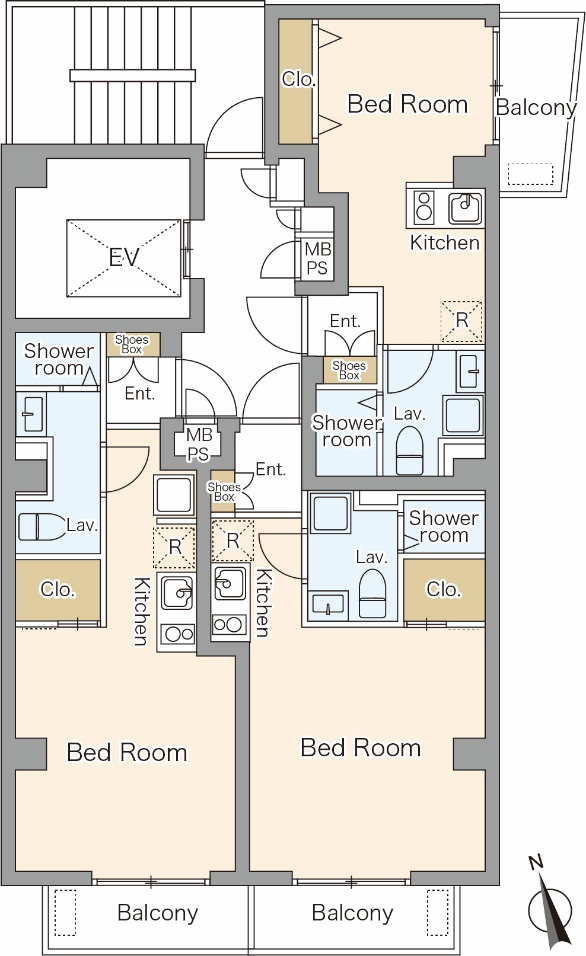 Clo.
Bed Room
Balcony
Kitchen
EV
MB
PS
R
Ent.
Shoes
Box
Shower
room
Lav.
Shoes
Box
Ent.
Shower
room
Lav.
Clo.
MB
PS
R
Kitchen
Bed Room
Balcony
Ent.
Shoes
Box
R
Kitchen
Lav.
Shower
room
Clo.
Bed Room
Balcony
N